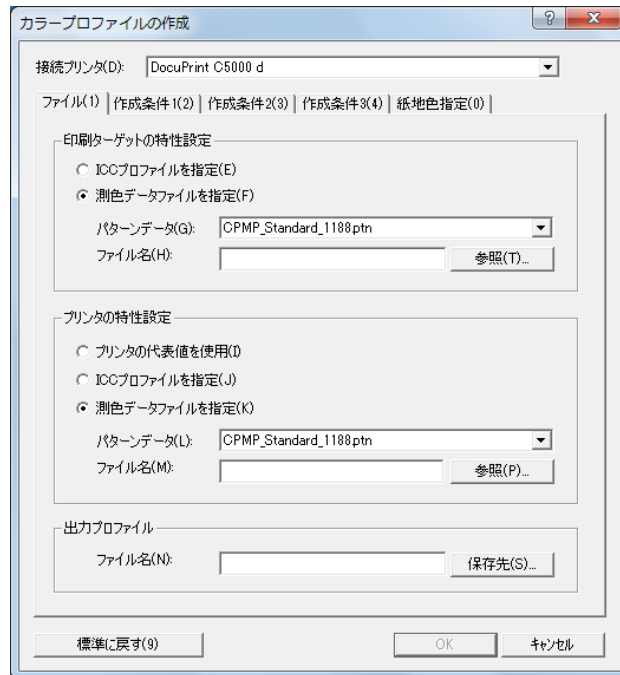 カラープロファイルの作成
接続プリンタ(D): DocuPrint C5000 d
ファイル(1) 作成条件1(2) 作成条件2(3) 作成条件3(4) 紙地色指定(0)
印刷ターゲットの特性設定
ICCプロファイルを指定(E)
測色データファイルを指定(F)
パターンデータ(G): CPMP_Standard_1188.ptn
ファイル名(H): 参照(T)...
プリンタの特性設定
プリンタの代表値を使用(I)
ICCプロファイルを指定(J)
測色データファイルを指定(K)
パターンデータ(L): CPMP_Standard_1188.ptn
ファイル名(M): 参照(P)...
出力プロファイル
ファイル名(N): 保存先(S)...
標準に戻す(9) OK キャンセル